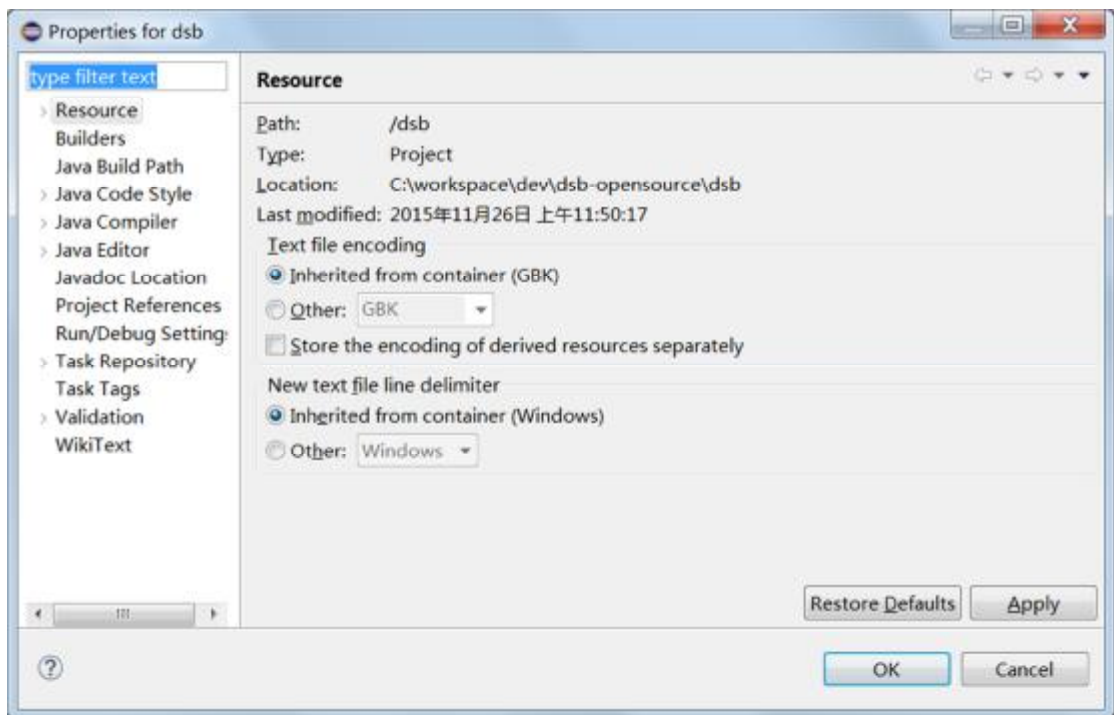 Properties for dsb
type filter text
Resource
Builders
Java Build Path
Java Code Style
Java Compiler
Java Editor
Javadoc Location
Project References
Run/Debug Setting
Task Repository
Task Tags
Validation
WikiText
Resource
Path: /dsb
Type: Project
Location: C:\workspace\dev\dsb-opensource\dsb
Last modified: 2015年11月26日 上午11:50:17
Text file encoding
Inherited from container (GBK)
Other: GBK
Store the encoding of derived resources separately
New text file line delimiter
Inherited from container (Windows)
Other: Windows
Restore Defaults Apply
OK Cancel